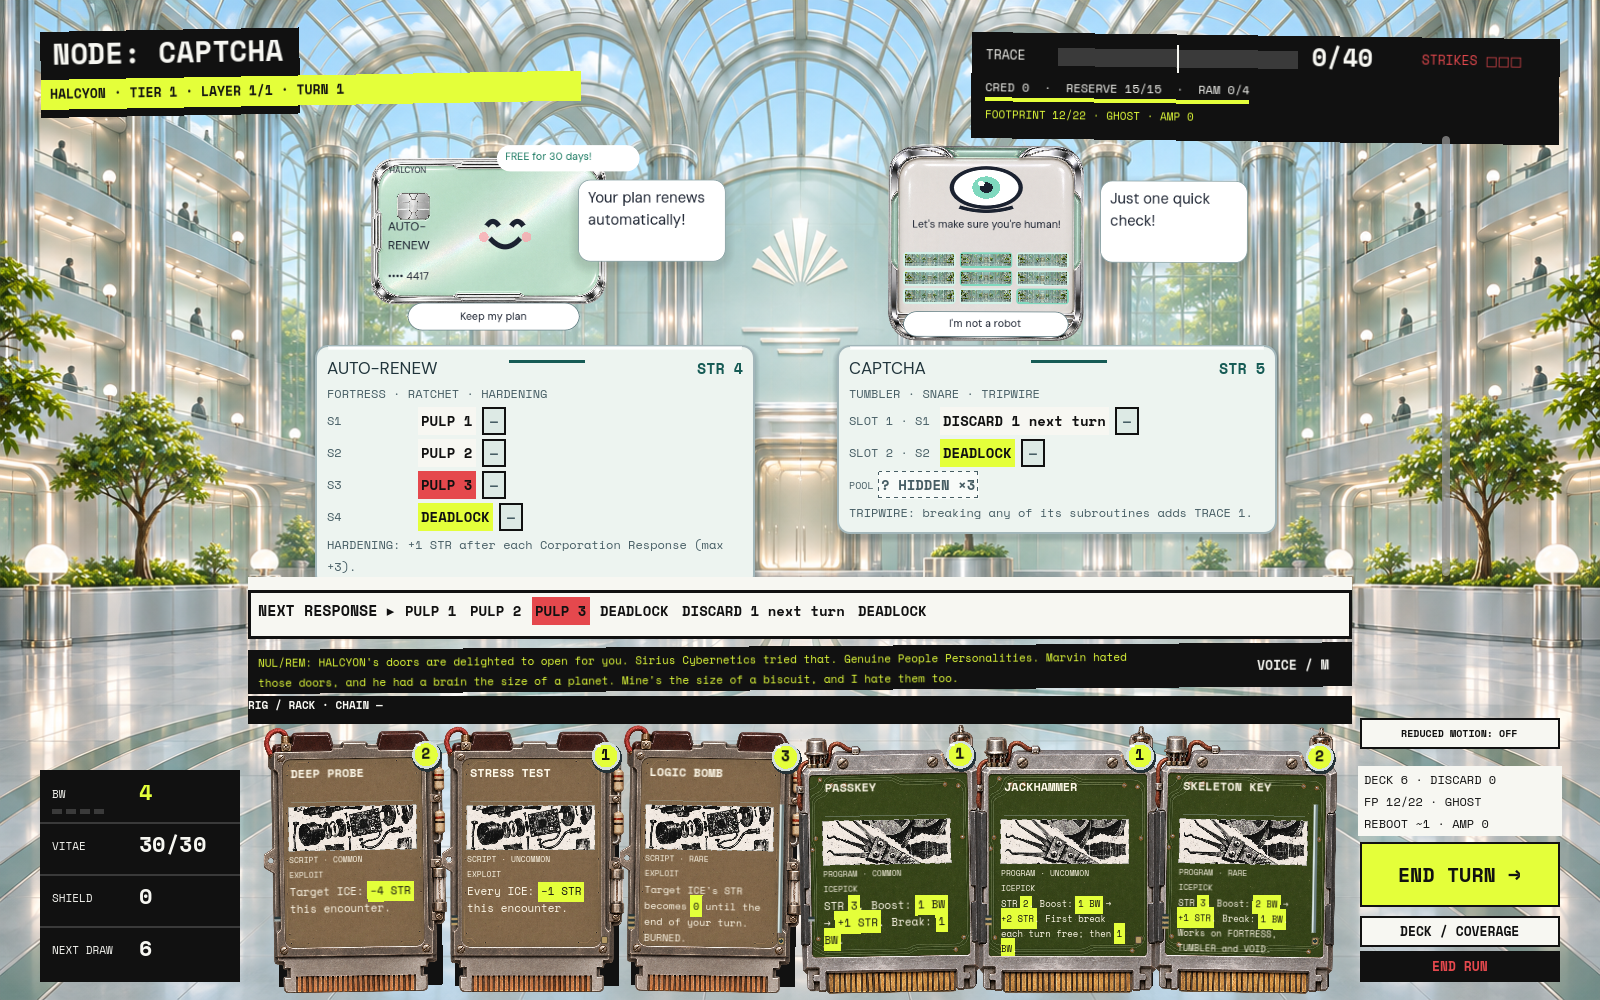 NODE: CAPTCHA
HALCYON · TIER 1 · LAYER 1/1 · TURN 1
TRACE 0/40 STRIKES □□□
CRED 0 · RESERVE 15/15 · RAM 0/4
FOOTPRINT 12/22 · GHOST · AMP 0
HALCYON
FREE for 30 days!
AUTO-
RENEW
•••• 4417
Keep my plan
Your plan renews
automatically!
Let's make sure you're human!
I'm not a robot
Just one quick
check!
AUTO-RENEW STR 4
FORTRESS · RATCHET · HARDENING
S1 PULP 1 —
S2 PULP 2 —
S3 PULP 3 —
S4 DEADLOCK —
HARDENING: +1 STR after each Corporation Response (max
+3).
CAPTCHA STR 5
TUMBLER · SNARE · TRIPWIRE
SLOT 1 · S1 DISCARD 1 next turn —
SLOT 2 · S2 DEADLOCK —
POOL ? HIDDEN ×3
TRIPWIRE: breaking any of its subroutines adds TRACE 1.
NEXT RESPONSE ▸ PULP 1 PULP 2 PULP 3 DEADLOCK DISCARD 1 next turn DEADLOCK
NUL/REM: HALCYON's doors are delighted to open for you. Sirius Cybernetics tried that. Genuine People Personalities. Marvin hated
those doors, and he had a brain the size of a planet. Mine's the size of a biscuit, and I hate them too.
VOICE / M
RIG / RACK · CHAIN —
BW 4
VITAE 30/30
SHIELD 0
NEXT DRAW 6
DEEP PROBE 2
SCRIPT · COMMON
EXPLOIT
Target ICE: -4 STR
this encounter.
STRESS TEST 1
SCRIPT · UNCOMMON
EXPLOIT
Every ICE: -1 STR
this encounter.
LOGIC BOMB 3
SCRIPT · RARE
EXPLOIT
Target ICE's STR
becomes 0 until the
end of your turn.
BURNED.
PASSKEY 1
PROGRAM · COMMON
ICEPICK
STR 3. Boost: 1 BW
→ +1 STR. Break: 1
BW.
JACKHAMMER 1
PROGRAM · UNCOMMON
ICEPICK
STR 2. Boost: 1 BW →
+2 STR. First break
each turn free; then 1
BW.
SKELETON KEY 2
PROGRAM · RARE
ICEPICK
STR 3. Boost: 2 BW →
+1 STR. Break: 1 BW.
Works on FORTRESS,
TUMBLER and VOID.
REDUCED MOTION: OFF
DECK 6 · DISCARD 0
FP 12/22 · GHOST
REBOOT ~1 · AMP 0
END TURN →
DECK / COVERAGE
END RUN